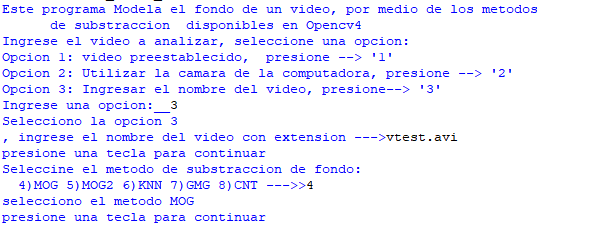 Este programa Modela el fondo de un video, por medio de los metodos
de substraccion  disponibles en Opencv4
Ingrese el video a analizar, seleccione una opcion:
Opcion 1: video preestablecido,  presione --> '1'
Opcion 2: Utilizar la camara de la computadora, presione --> '2'
Opcion 3: Ingresar el nombre del video, presione--> '3'
Ingrese una opcion:__3
Selecciono la opcion 3
, ingrese el nombre del video con extension --->vtest.avi
presione una tecla para continuar
Seleccine el metodo de substraccion de fondo:
4)MOG 5)MOG2 6)KNN 7)GMG 8)CNT --->>4
selecciono el metodo MOG
presione una tecla para continuar